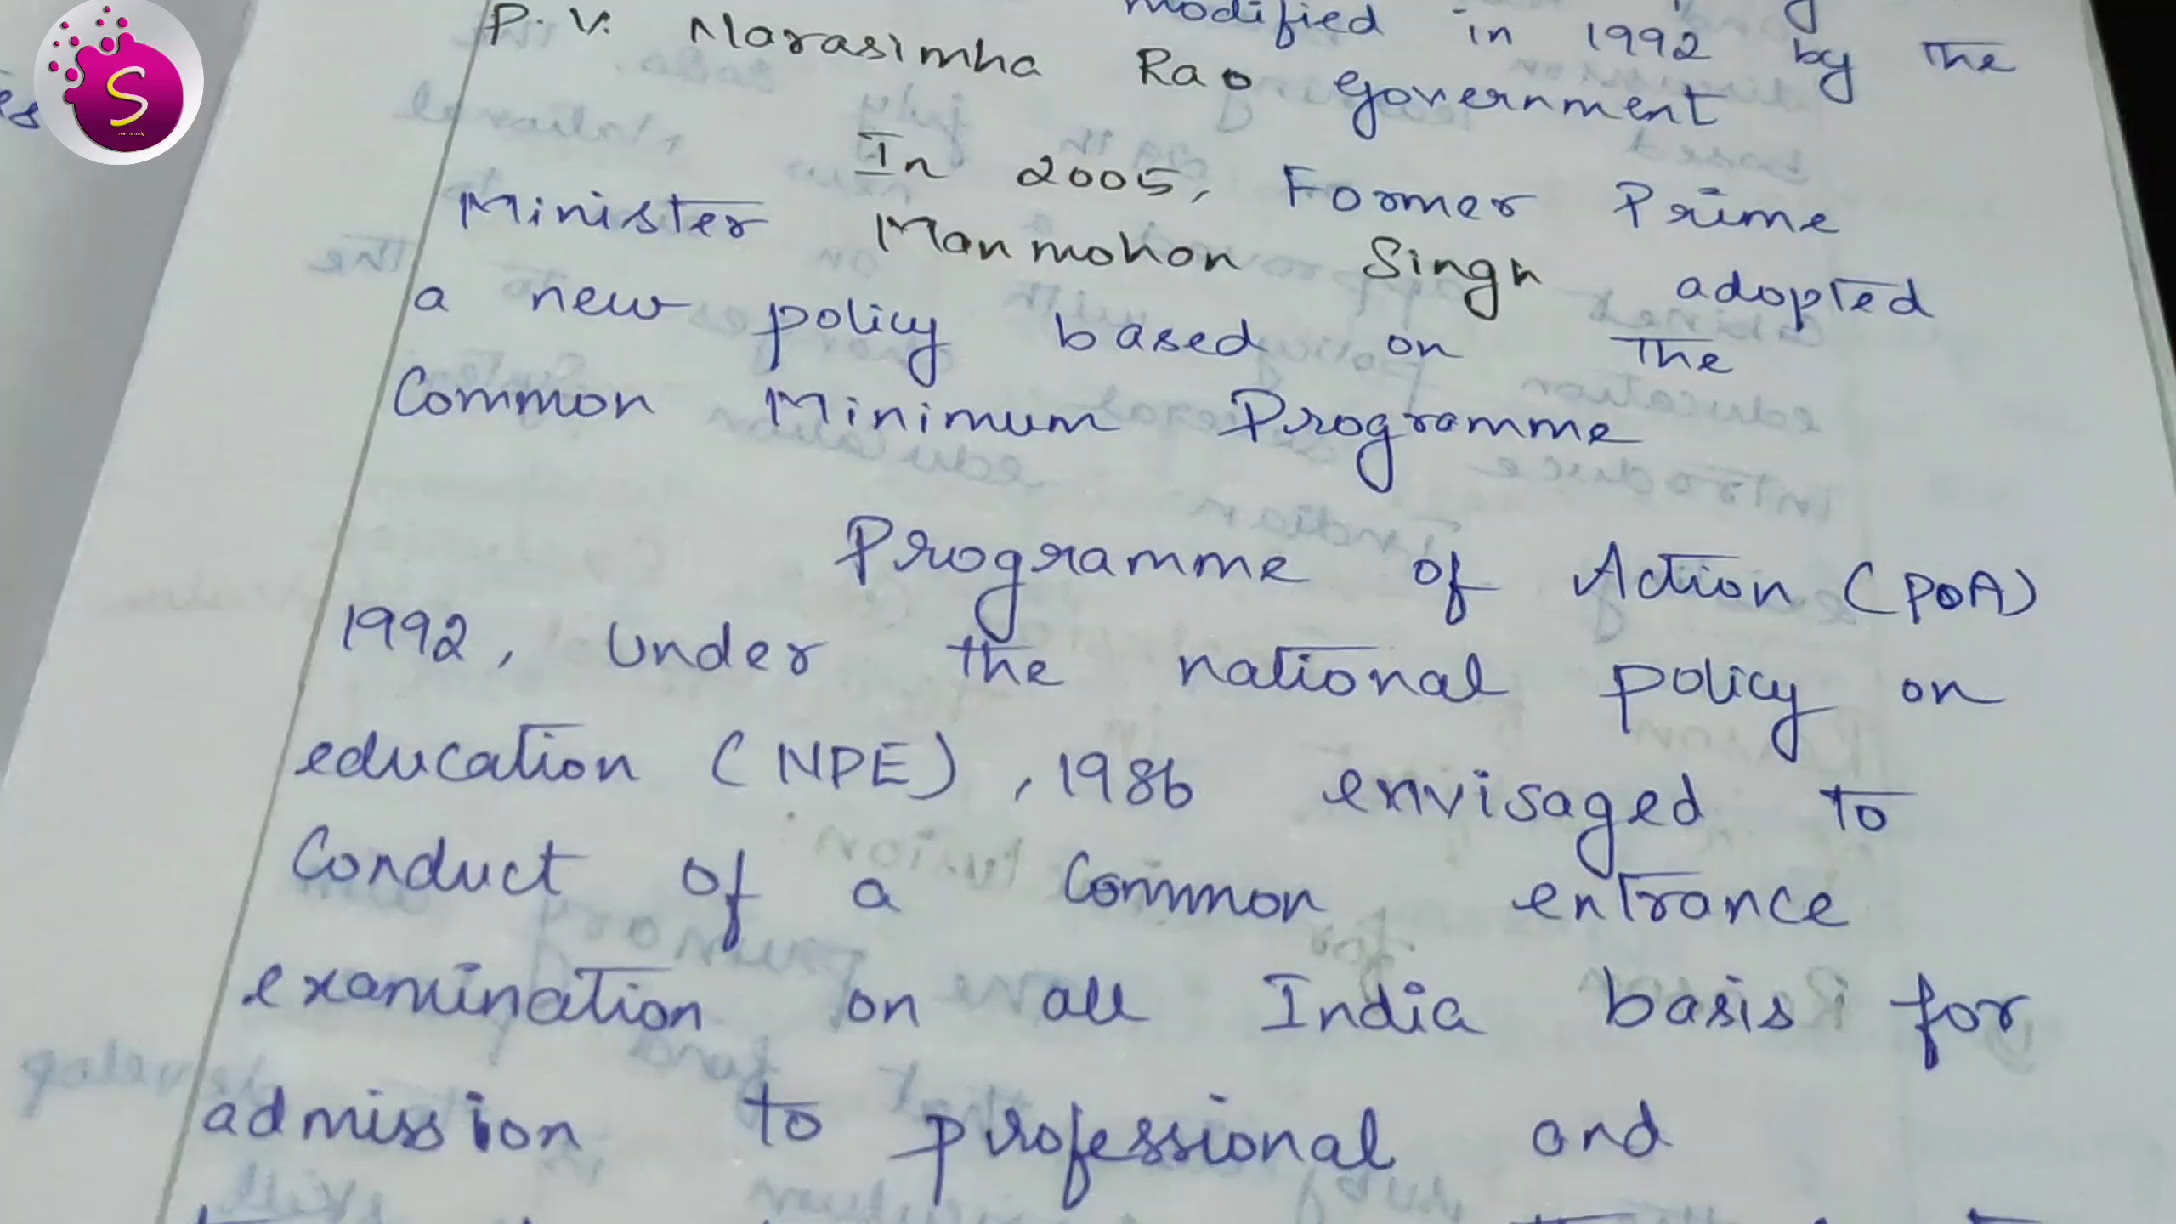 modified in 1992 by the
P.V. Narasimha Rao government
In 2005, Former Prime
Minister Manmohan Singh adopted
a new policy based on the
Common Minimum Programme
Programme of Action (POA)
1992, under the national policy on
education (NPE), 1986 envisaged to
Conduct of a Common entrance
examination on all India basis for
admission to professional and
S